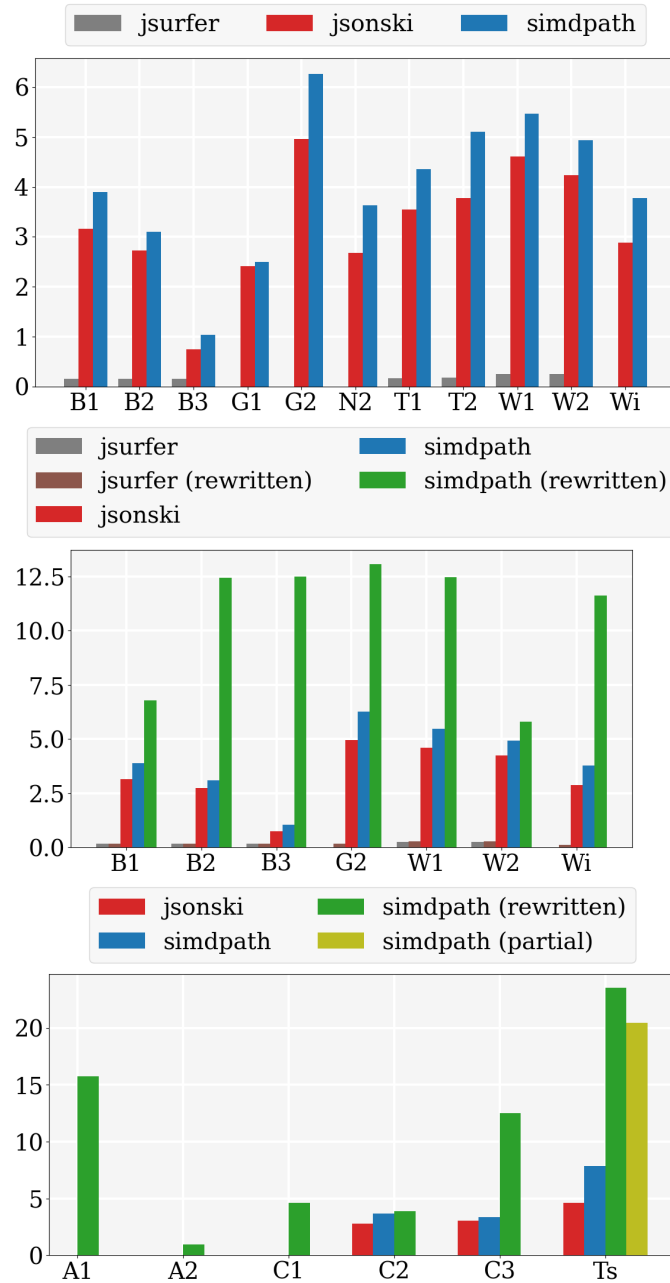 jsurfer jsonski simdpath
6
5
4
3
2
1
0
B1 B2 B3 G1 G2 N2 T1 T2 W1 W2 Wi
jsurfer simdpath
jsurfer (rewritten) simdpath (rewritten)
jsonski
12.5
10.0
7.5
5.0
2.5
0.0
B1 B2 B3 G2 W1 W2 Wi
jsonski simdpath (rewritten)
simdpath simdpath (partial)
20
15
10
5
0
A1 A2 C1 C2 C3 Ts